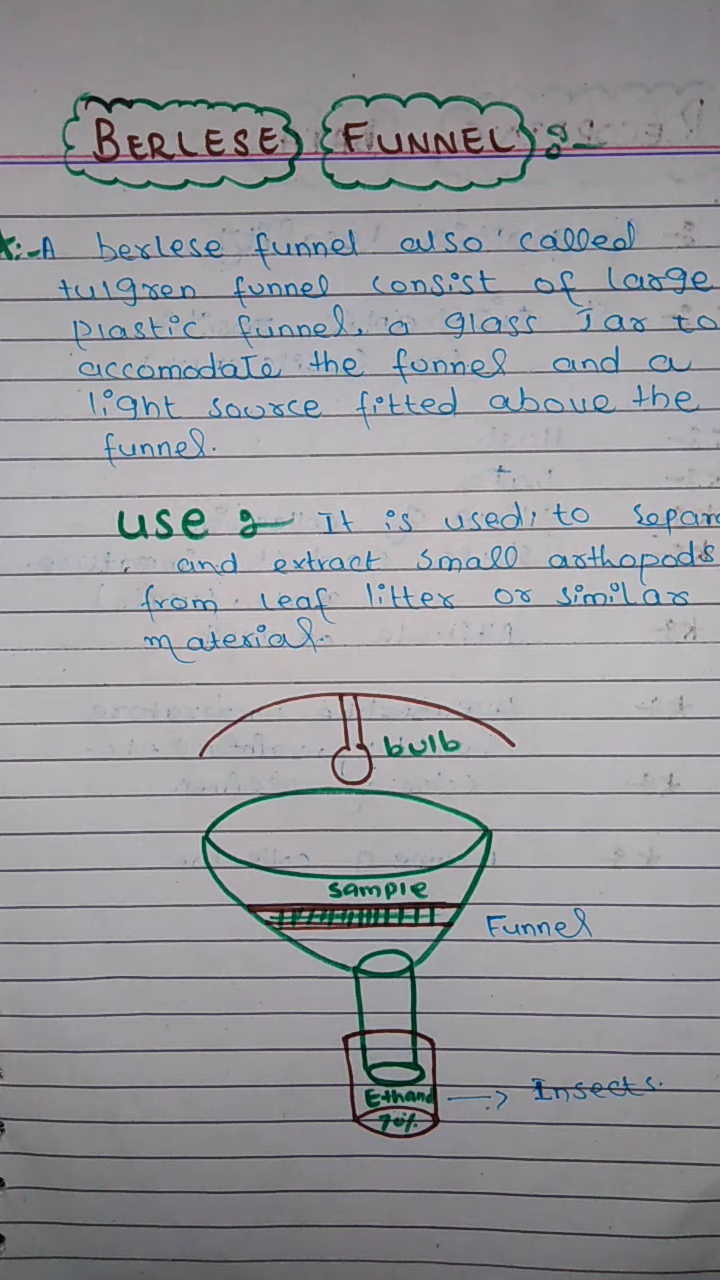 BERLESE FUNNEL :-
A berlese funnel also called
tulgren funnel consist of large
plastic funnel, a glass Jar to
accomodate the funnel and a
light source fitted above the
funnel.
use :- It is used, to separ
and extract small arthopods
from leaf litter or similar
material.
bulb
sample
Funnel
Ethanol → Insects.
70%